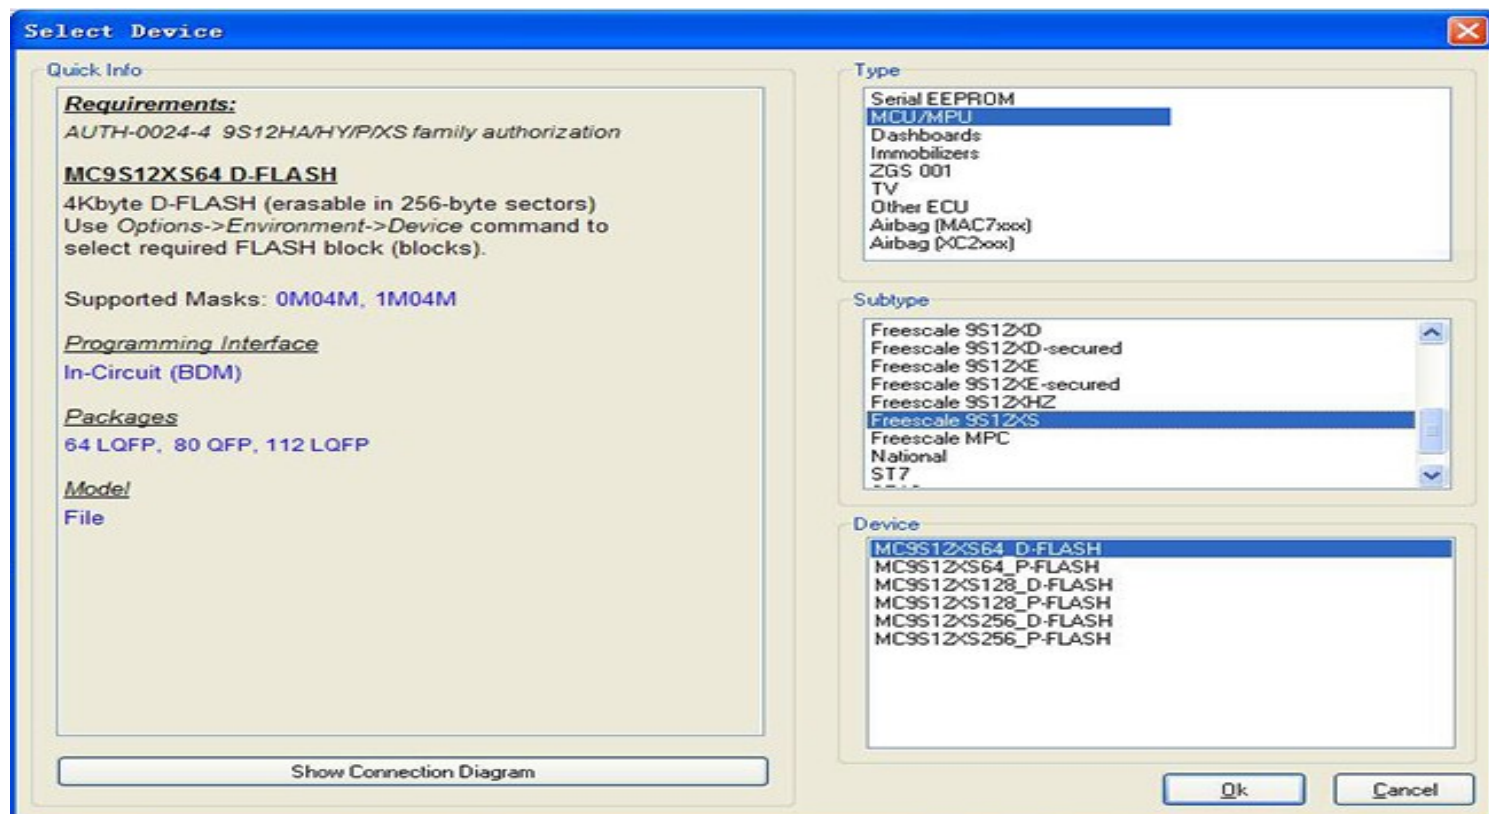 Select Device
Quick Info
Requirements:
AUTH-0024-4 9S12HA/HY/P/XS family authorization
MC9S12XS64 D-FLASH
4Kbyte D-FLASH (erasable in 256-byte sectors)
Use Options->Environment->Device command to
select required FLASH block (blocks).
Supported Masks: 0M04M, 1M04M
Programming Interface
In-Circuit (BDM)
Packages
64 LQFP, 80 QFP, 112 LQFP
Model
File
Show Connection Diagram
Type
Serial EEPROM
MCU/MPU
Dashboards
Immobilizers
ZGS 001
TV
Other ECU
Airbag (MAC7xxx)
Airbag (XC2xxx)
Subtype
Freescale 9S12XD
Freescale 9S12XD-secured
Freescale 9S12XE
Freescale 9S12XE-secured
Freescale 9S12XHZ
Freescale 9S12XS
Freescale MPC
National
ST7
Device
MC9S12XS64_D-FLASH
MC9S12XS64_P-FLASH
MC9S12XS128_D-FLASH
MC9S12XS128_P-FLASH
MC9S12XS256_D-FLASH
MC9S12XS256_P-FLASH
Ok
Cancel